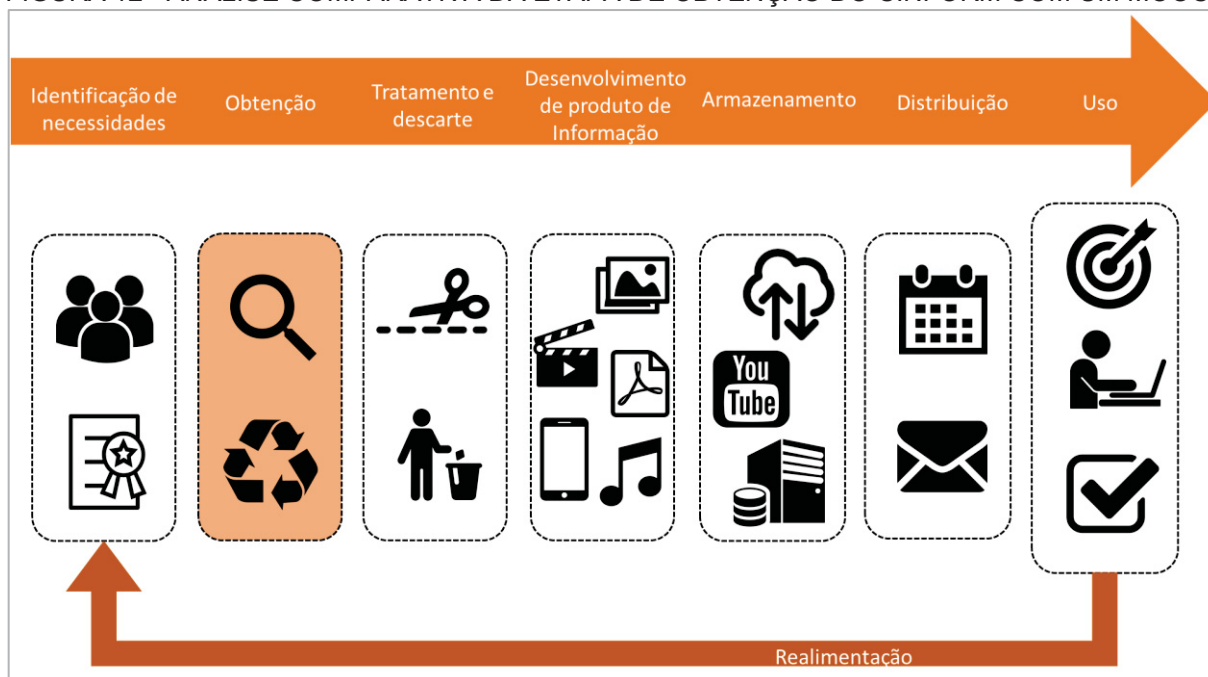 Identificação de
necessidades
Obtenção
Tratamento e
descarte
Desenvolvimento
de produto de
Informação
Armazenamento
Distribuição
Uso
You
Tube
Realimentação